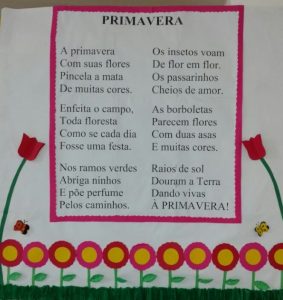 PRIMAVERA
A primavera
Com suas flores
Pincela a mata
De muitas cores.
Enfeita o campo,
Toda floresta
Como se cada dia
Fosse uma festa.
Nos ramos verdes
Abriga ninhos
E põe perfume
Pelos caminhos.
Os insetos voam
De flor em flor.
Os passarinhos
Cheios de amor.
As borboletas
Parecem flores
Com duas asas
E muitas cores.
Raios de sol
Douram a Terra
Dando vivas
À PRIMAVERA!